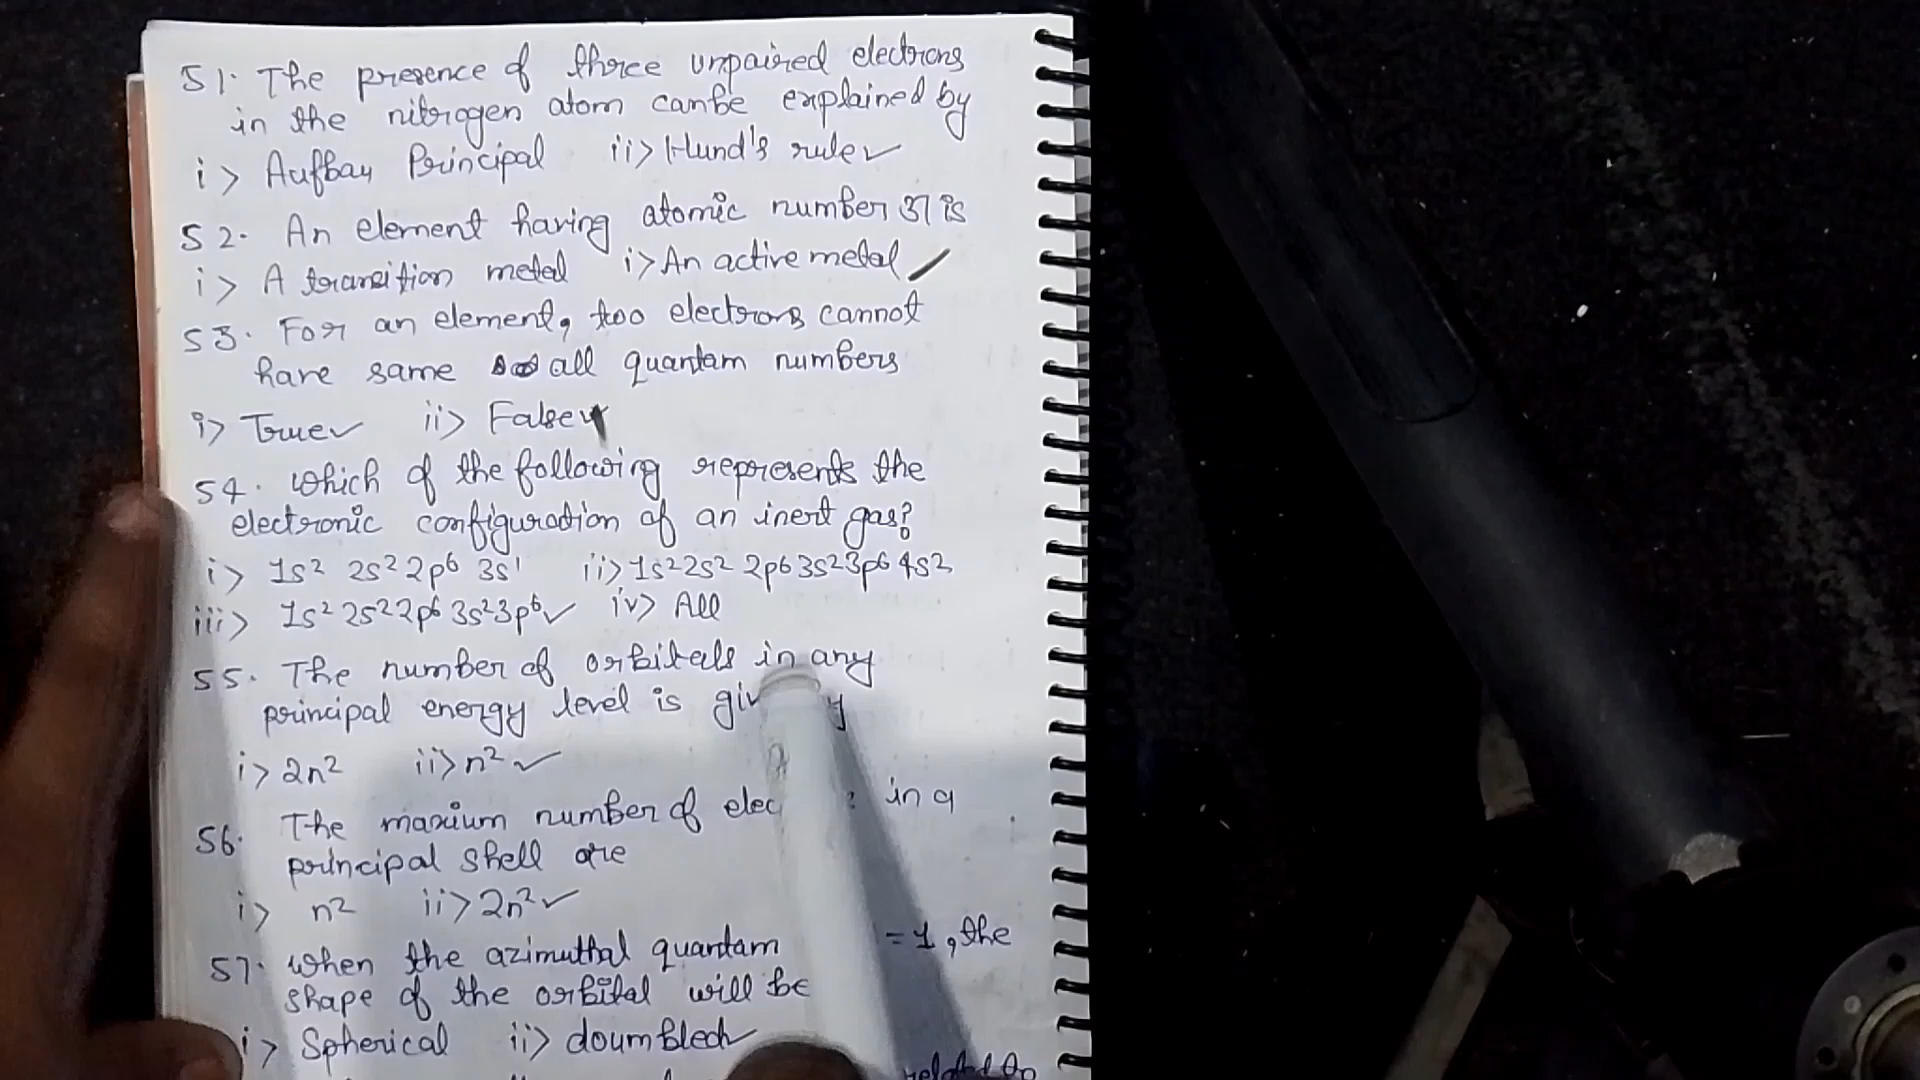 51. The presence of three unpaired electrons
in the nitrogen atom canbe explained by
i> Aufbau Principal ii> Hund's rule ✓
52. An element having atomic number 37 is
i> A transition metal i> An active metal
53. For an element, two electrons cannot
have same all quantam numbers
i> True ✓ ii> False
54. Which of the following represents the
electronic configuration of an inert gas?
i> 1s² 2s² 2p⁶ 3s¹ ii> 1s² 2s² 2p6 3s2 3p6 4s2
iii> 1s² 2s² 2p⁶ 3s² 3p⁶ ✓ iv> All
55. The number of orbitals in any
principal energy level is
i> 2n² ii> n² ✓
56. The maxium number of in a
principal shell are
i> n² ii> 2n² ✓
57. When the azimuthal quantam = 1, the
shape of the orbital will be
i> Spherical ii> doumbled ✓
related to